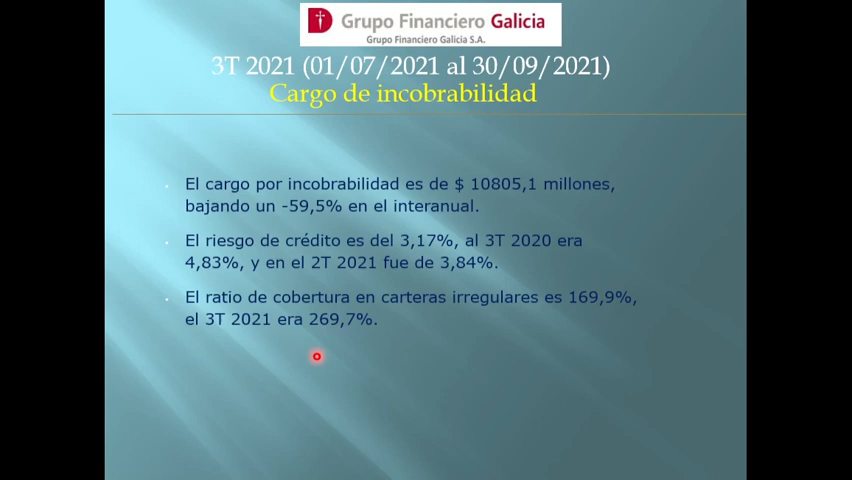 Grupo Financiero Galicia
Grupo Financiero Galicia S.A.
3T 2021 (01/07/2021 al 30/09/2021)
Cargo de incobrabilidad
El cargo por incobrabilidad es de $ 10805,1 millones,
bajando un -59,5% en el interanual.
El riesgo de crédito es del 3,17%, al 3T 2020 era
4,83%, y en el 2T 2021 fue de 3,84%.
El ratio de cobertura en carteras irregulares es 169,9%,
el 3T 2021 era 269,7%.